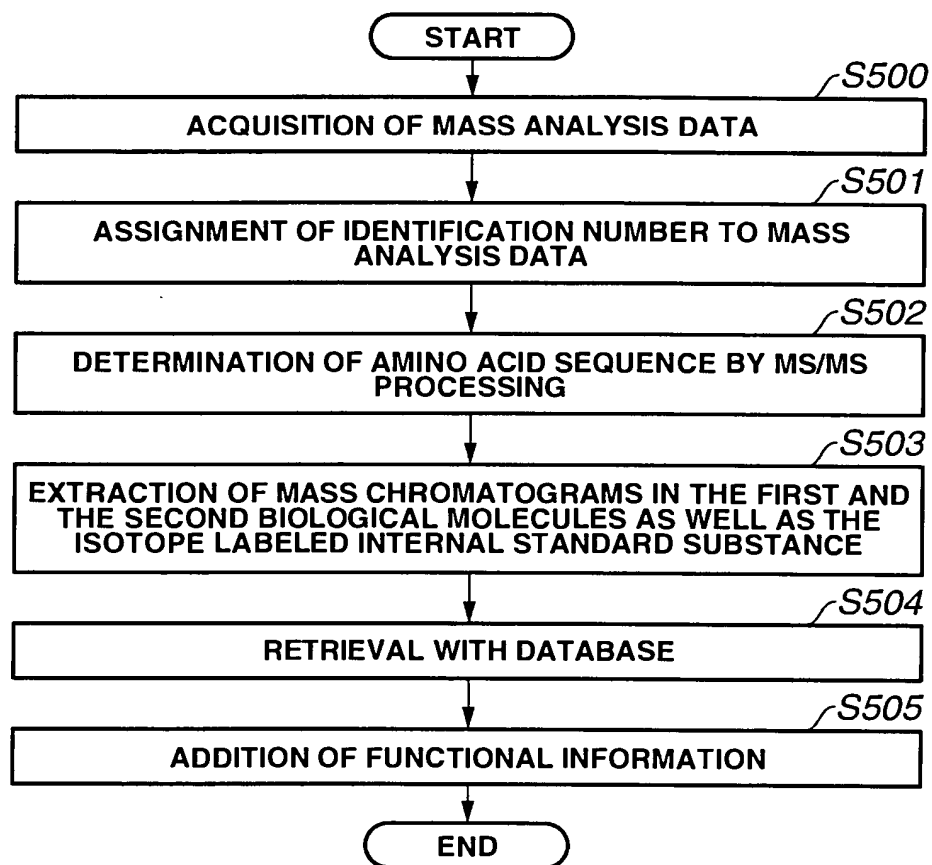 START
S500
ACQUISITION OF MASS ANALYSIS DATA
S501
ASSIGNMENT OF IDENTIFICATION NUMBER TO MASS
ANALYSIS DATA
S502
DETERMINATION OF AMINO ACID SEQUENCE BY MS/MS
PROCESSING
S503
EXTRACTION OF MASS CHROMATOGRAMS IN THE FIRST AND
THE SECOND BIOLOGICAL MOLECULES AS WELL AS THE
ISOTOPE LABELED INTERNAL STANDARD SUBSTANCE
S504
RETRIEVAL WITH DATABASE
S505
ADDITION OF FUNCTIONAL INFORMATION
END